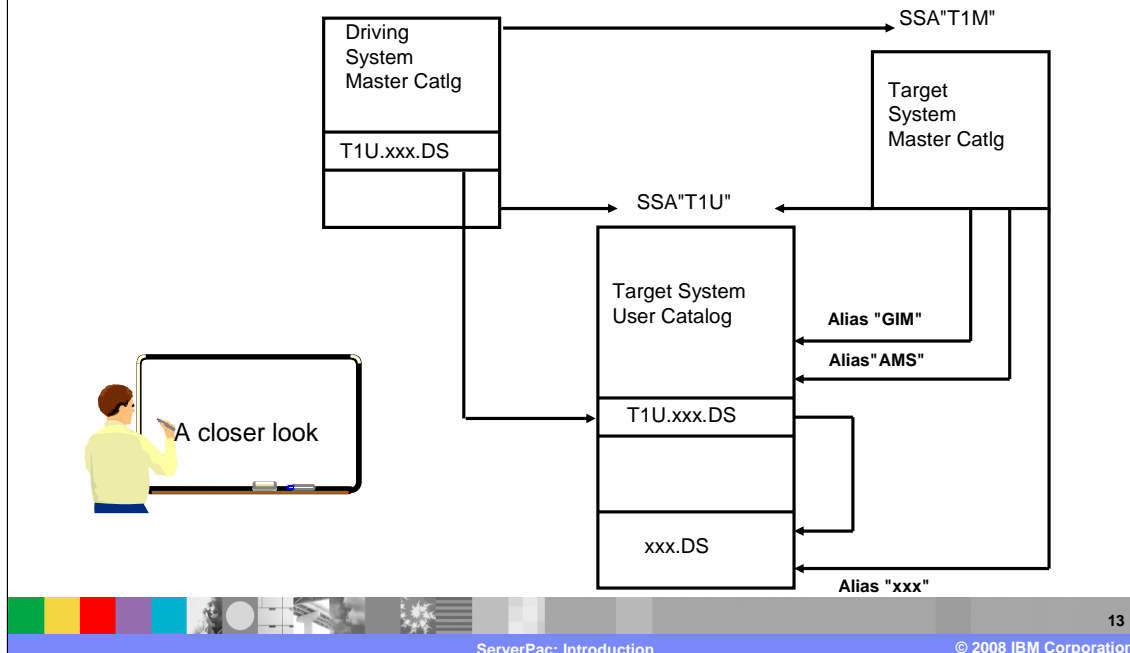 SSA"T1M"
Driving
System
Master Catlg
Target
System
Master Catlg
T1U.xxx.DS
SSA"T1U"
Target System
User Catalog
Alias "GIM"
Alias"AMS"
T1U.xxx.DS
A closer look
xxx.DS
Alias "xxx"
13
ServerPac: Introduction
© 2008 IBM Corporation